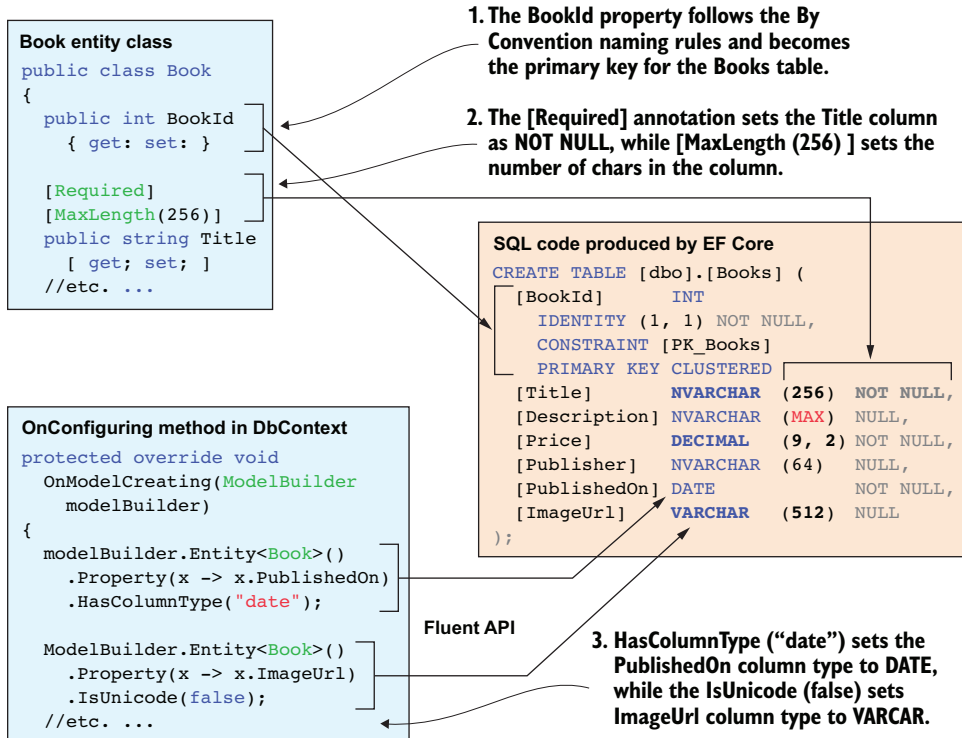 1. The BookId property follows the By
Convention naming rules and becomes
the primary key for the Books table.
Book entity class
public class Book
{
public int BookId
{ get: set: }
[Required]
[MaxLength(256)]
public string Title
[ get; set; ]
//etc. ...
2. The [Required] annotation sets the Title column
as NOT NULL, while [MaxLength (256) ] sets the
number of chars in the column.
SQL code produced by EF Core
CREATE TABLE [dbo].[Books] (
[BookId] INT
IDENTITY (1, 1) NOT NULL,
CONSTRAINT [PK_Books]
PRIMARY KEY CLUSTERED
[Title] NVARCHAR (256) NOT NULL,
[Description] NVARCHAR (MAX) NULL,
[Price] DECIMAL (9, 2) NOT NULL,
[Publisher] NVARCHAR (64) NULL,
[PublishedOn] DATE NOT NULL,
[ImageUrl] VARCHAR (512) NULL
);
OnConfiguring method in DbContext
protected override void
OnModelCreating(ModelBuilder
modelBuilder)
{
modelBuilder.Entity<Book>()
.Property(x -> x.PublishedOn)
.HasColumnType("date");
ModelBuilder.Entity<Book>()
.Property(x -> x.ImageUrl)
.IsUnicode(false);
//etc. ...
Fluent API
3. HasColumnType (“date”) sets the
PublishedOn column type to DATE,
while the IsUnicode (false) sets
ImageUrl column type to VARCAR.